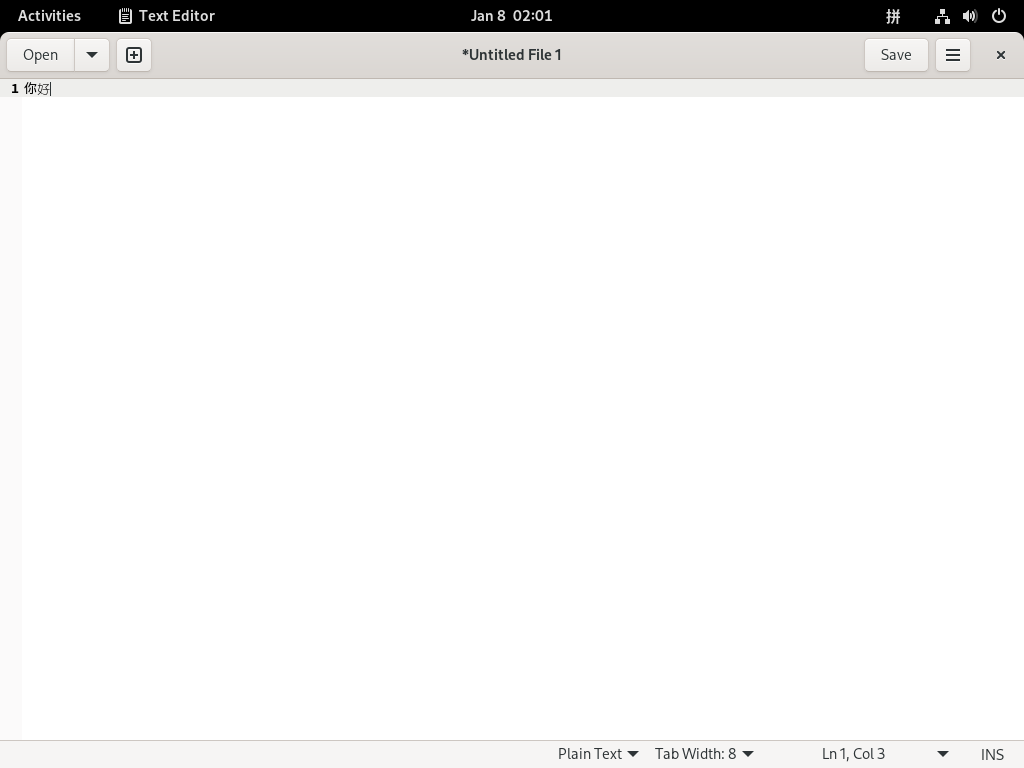 Activities Text Editor Jan 8 02:01 拼
Open *Untitled File 1 Save
1 你好
Plain Text Tab Width: 8 Ln 1, Col 3 INS